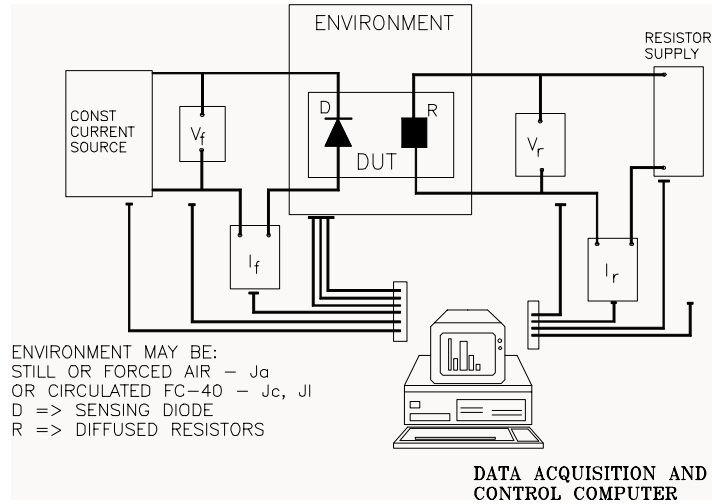 ENVIRONMENT
RESISTOR
SUPPLY
CONST
CURRENT
SOURCE
Vf
D
R
DUT
Vr
If
Ir
ENVIRONMENT MAY BE:
STILL OR FORCED AIR – Ja
OR CIRCULATED FC–40 – Jc, Jl
D => SENSING DIODE
R => DIFFUSED RESISTORS
DATA ACQUISITION AND
CONTROL COMPUTER